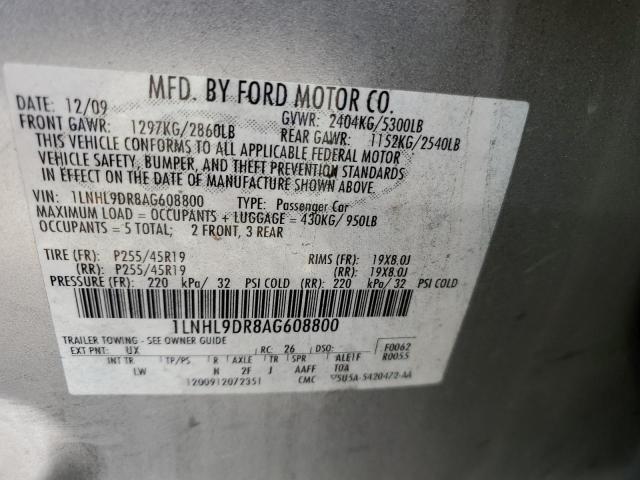 MFD. BY FORD MOTOR CO.
DATE: 12/09 GVWR: 2404KG/5300LB
FRONT GAWR: 1297KG/2860LB REAR GAWR: 1152KG/2540LB
THIS VEHICLE CONFORMS TO ALL APPLICABLE FEDERAL MOTOR
VEHICLE SAFETY, BUMPER, AND THEFT PREVENTION STANDARDS
IN EFFECT ON THE DATE OF MANUFACTURE SHOWN ABOVE.
VIN: 1LNHL9DR8AG608800 TYPE: Passenger Car
MAXIMUM LOAD = OCCUPANTS + LUGGAGE = 430KG/ 950LB
OCCUPANTS = 5 TOTAL; 2 FRONT, 3 REAR
TIRE (FR): P255/45R19 RIMS (FR): 19X8.0J
(RR): P255/45R19 (RR): 19X8.0J
PRESSURE (FR): 220 kPa/ 32 PSI COLD (RR): 220 kPa/ 32 PSI COLD
1LNHL9DR8AG608800
TRAILER TOWING - SEE OWNER GUIDE F0062
EXT PNT: UX RC: 26 DSO: R0055
INT TR TP/PS R AXLE TR SPR ALE1F
LW N 2F J AAFF TOA
1200912072351 CMC 5U5A-5420472-AA